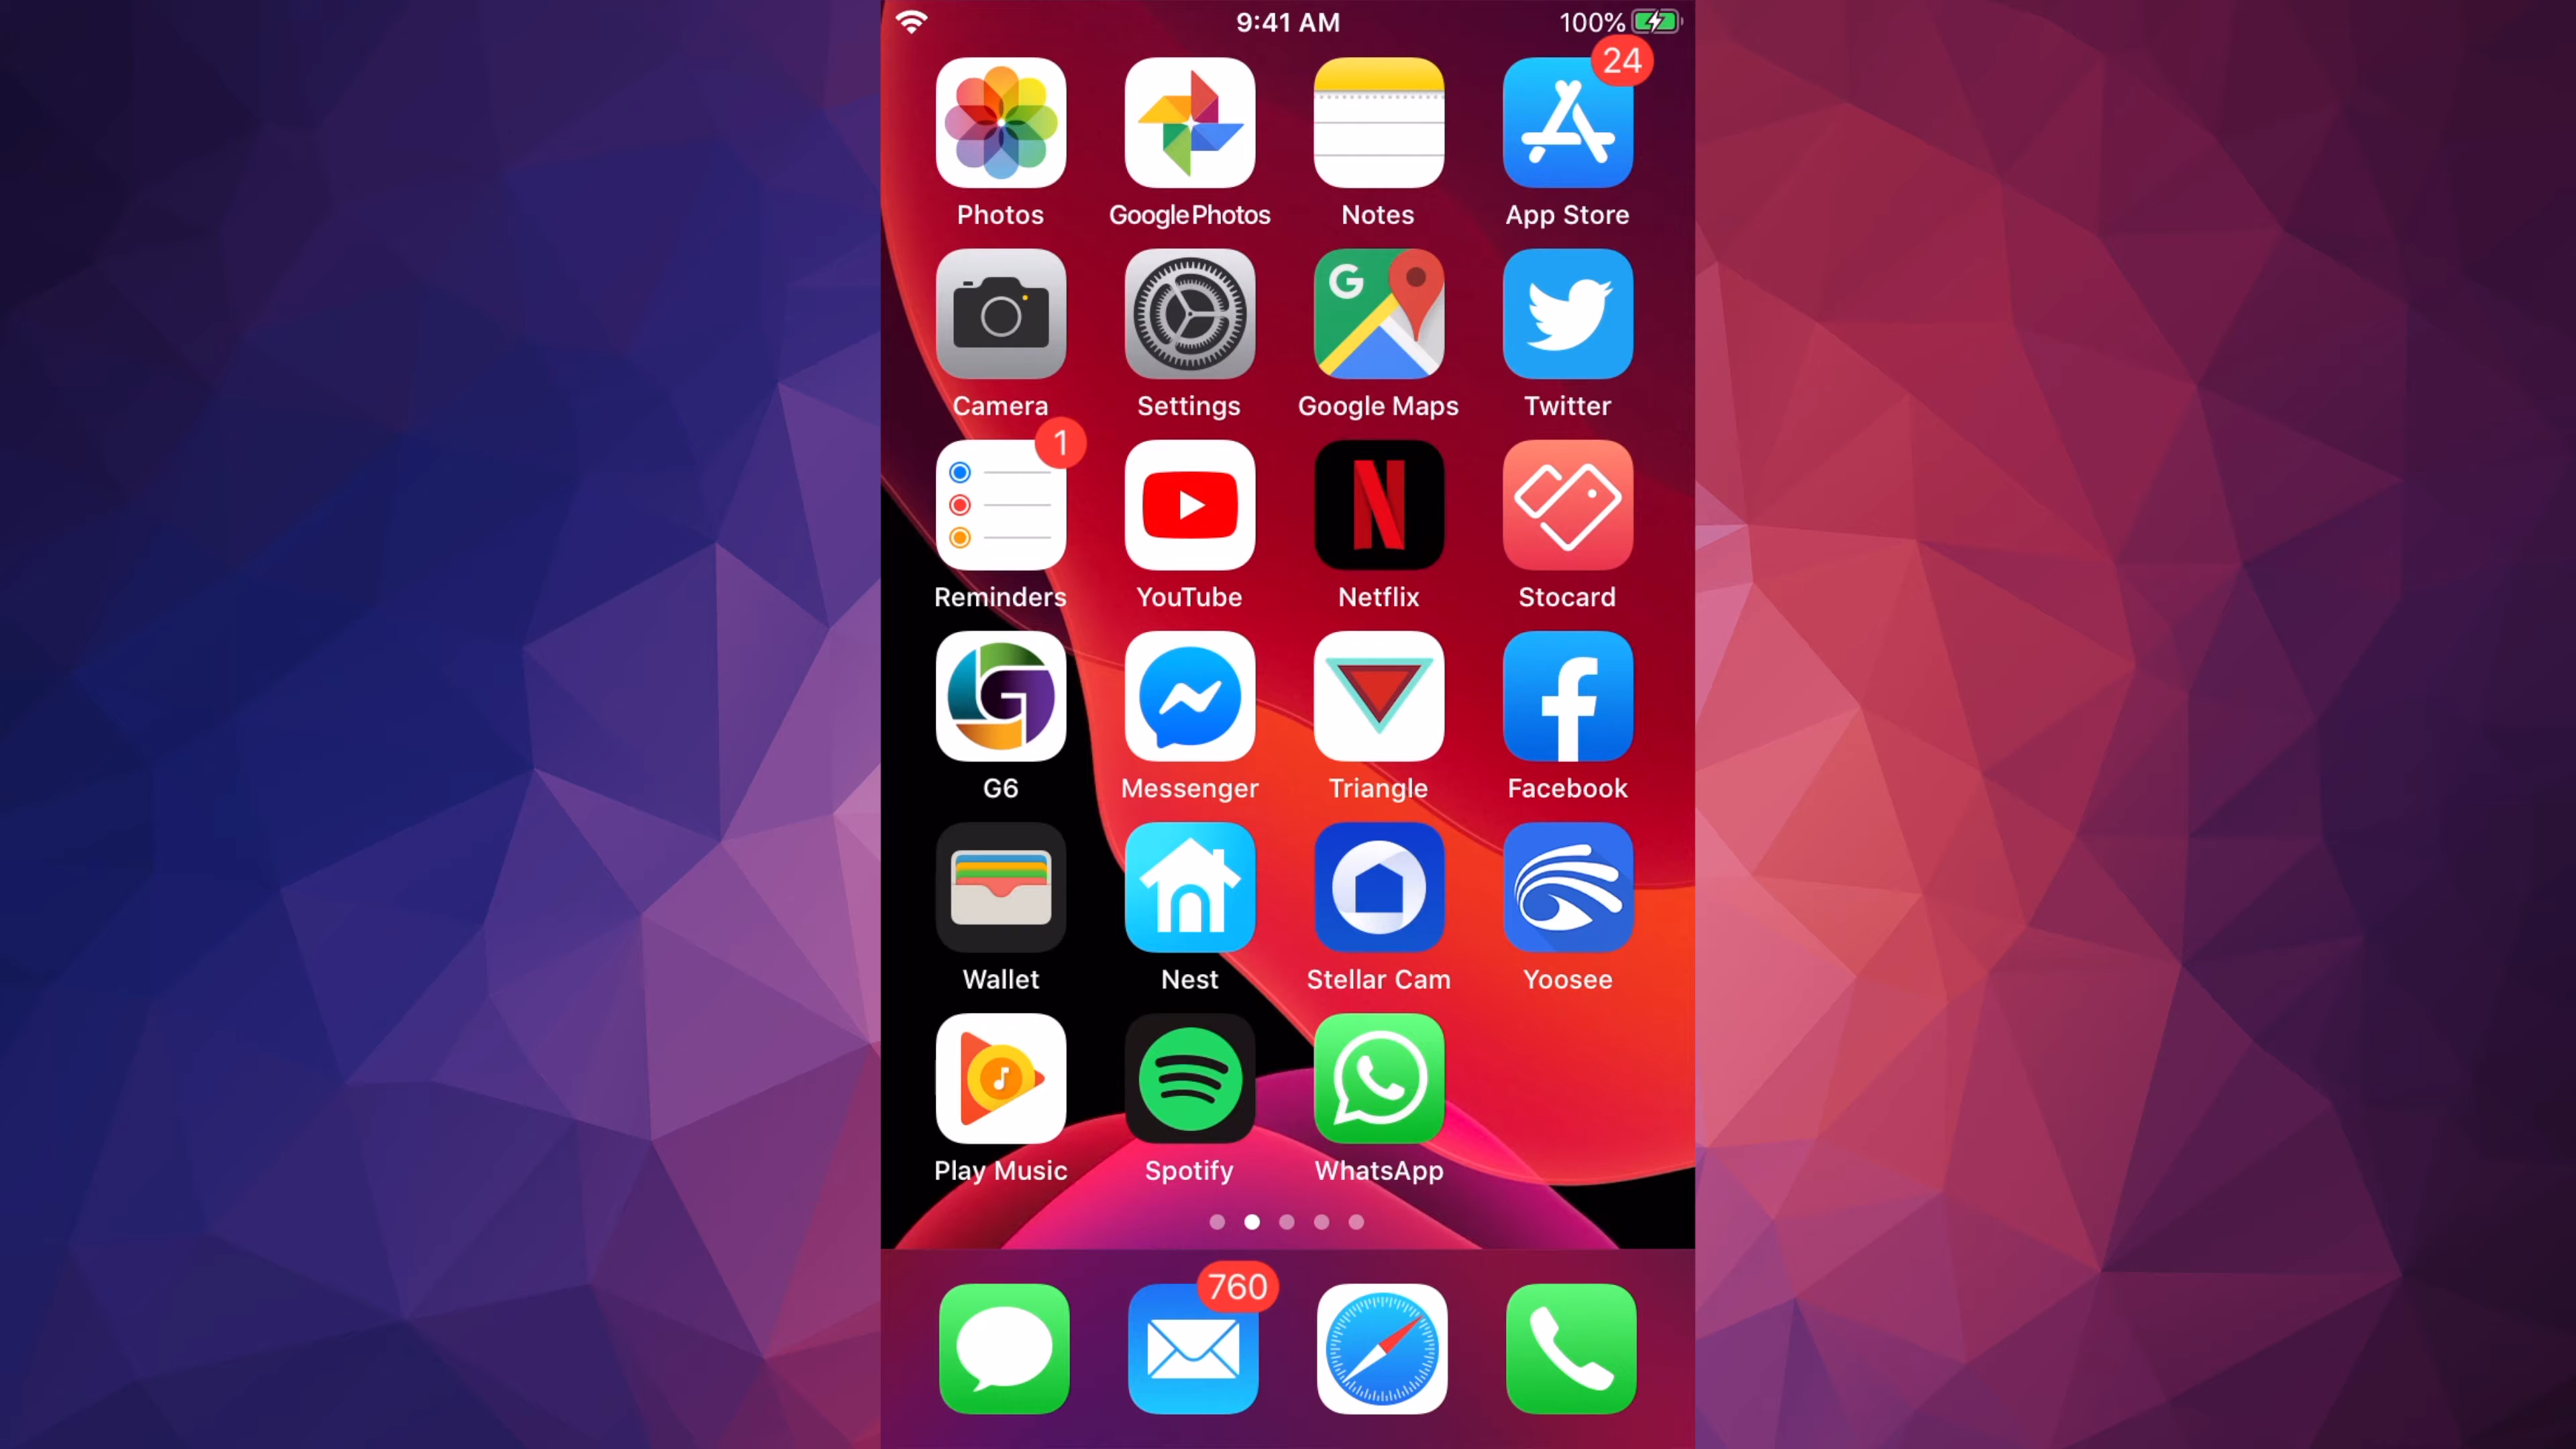 9:41 AM 100%
24
Photos Google Photos Notes App Store
G
Camera Settings Google Maps Twitter
1
N
Reminders YouTube Netflix Stocard
G f
G6 Messenger Triangle Facebook
Wallet Nest Stellar Cam Yoosee
Play Music Spotify WhatsApp
760